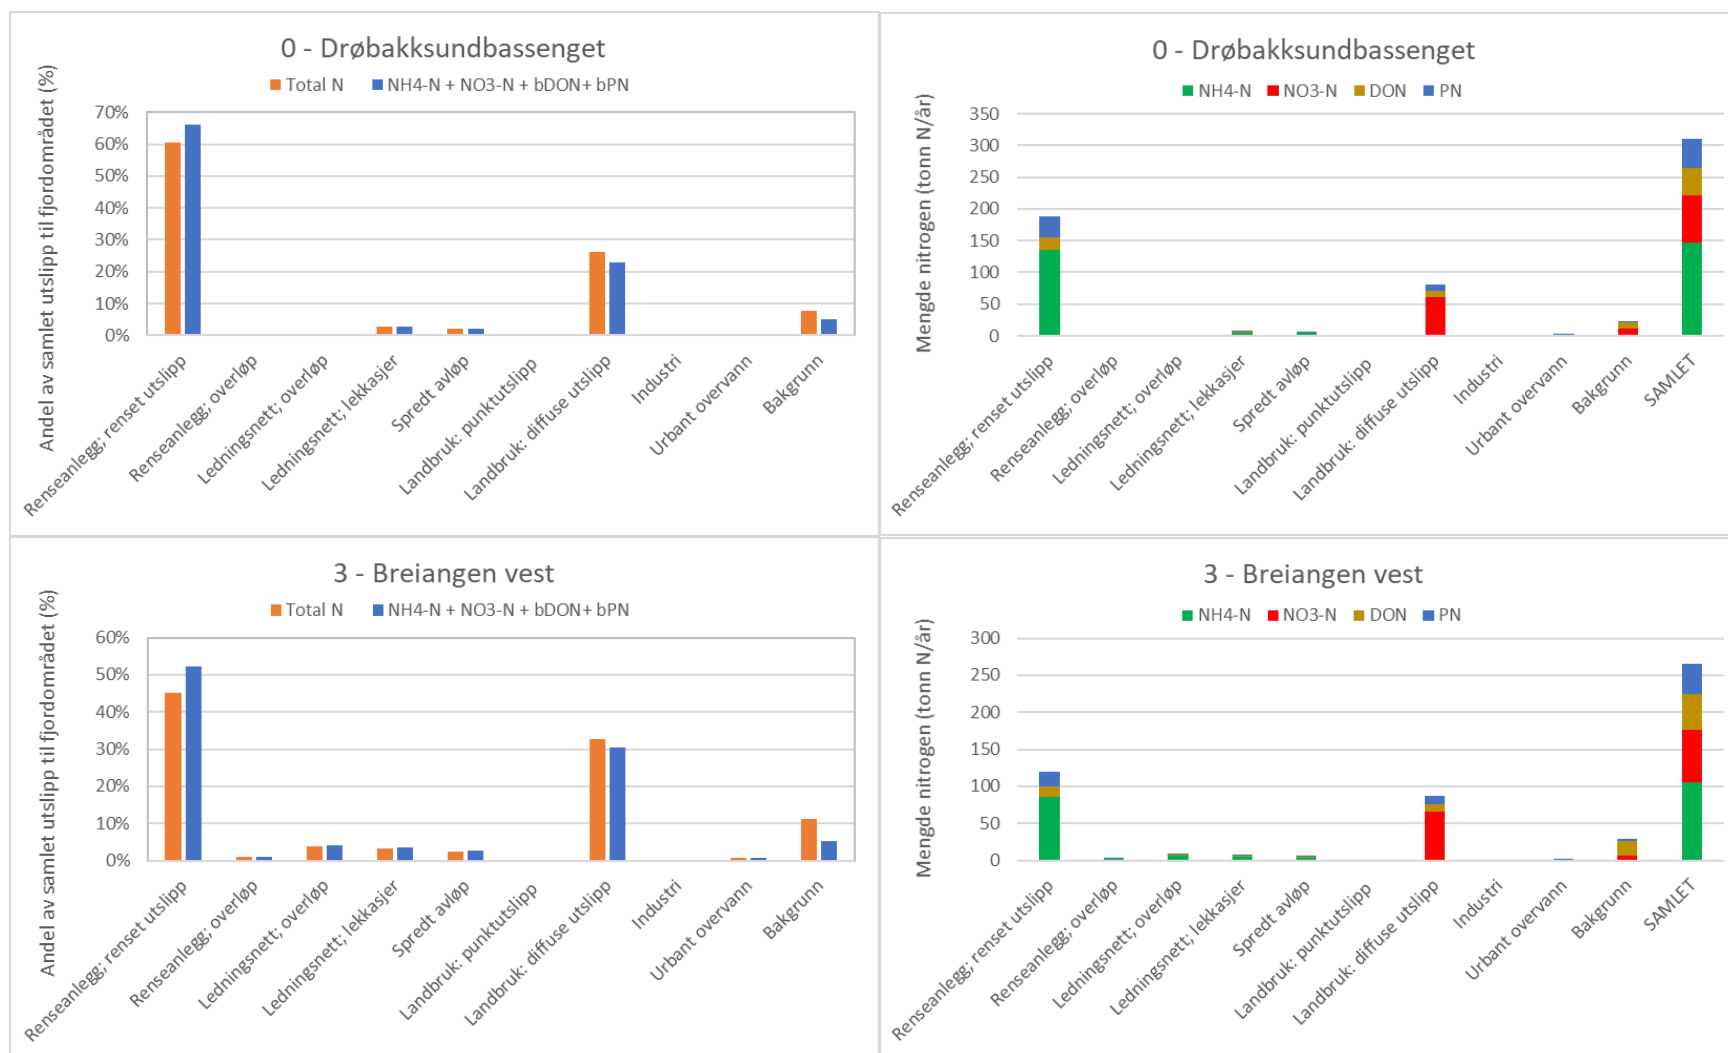 0 - Drøbakksundbassenget
Total N NH4-N + NO3-N + bDON+ bPN
Andel av samlet utslipp til fjordområdet (%)
70%
60%
50%
40%
30%
20%
10%
0%
Renseanlegg; renset utslipp
Renseanlegg; overløp
Ledningsnett; overløp
Ledningsnett; lekkasjer
Spredt avløp
Landbruk: punktutslipp
Landbruk: diffuse utslipp
Industri
Urbant overvann
Bakgrunn
0 - Drøbakksundbassenget
NH4-N NO3-N DON PN
Mengde nitrogen (tonn N/år)
350
300
250
200
150
100
50
0
Renseanlegg; renset utslipp
Renseanlegg; overløp
Ledningsnett; overløp
Ledningsnett; lekkasjer
Spredt avløp
Landbruk: punktutslipp
Landbruk: diffuse utslipp
Industri
Urbant overvann
Bakgrunn
SAMLET
3 - Breiangen vest
Total N NH4-N + NO3-N + bDON+ bPN
Andel av samlet utslipp til fjordområdet (%)
60%
50%
40%
30%
20%
10%
0%
Renseanlegg; renset utslipp
Renseanlegg; overløp
Ledningsnett; overløp
Ledningsnett; lekkasjer
Spredt avløp
Landbruk: punktutslipp
Landbruk: diffuse utslipp
Industri
Urbant overvann
Bakgrunn
3 - Breiangen vest
NH4-N NO3-N DON PN
Mengde nitrogen (tonn N/år)
300
250
200
150
100
50
0
Renseanlegg; renset utslipp
Renseanlegg; overløp
Ledningsnett; overløp
Ledningsnett; lekkasjer
Spredt avløp
Landbruk: punktutslipp
Landbruk: diffuse utslipp
Industri
Urbant overvann
Bakgrunn
SAMLET